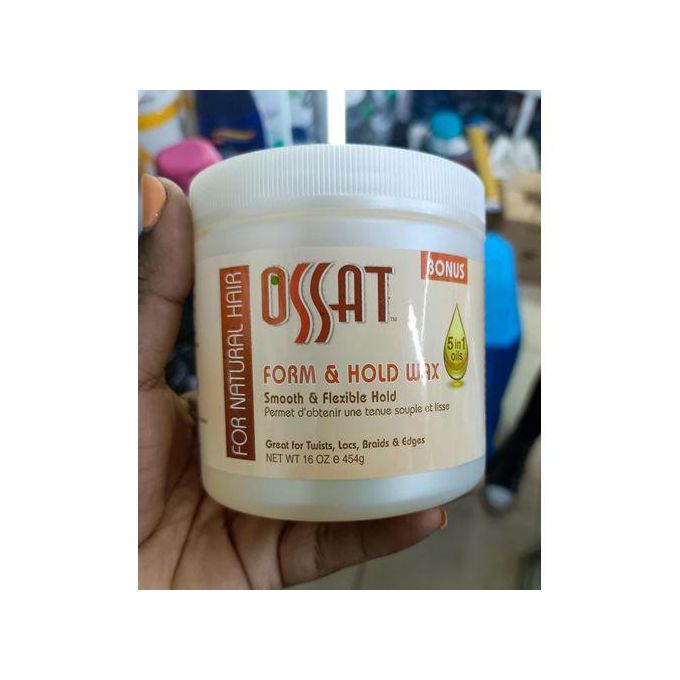 FOR NATURAL HAIR
BONUS
OSSAT™
5 in 1
oils
FORM & HOLD WAX
Smooth & Flexible Hold
Permet d'obtenir une tenue souple et lisse
Great for Twists, Locs, Braids & Edges
NET WT 16 OZ e 454g